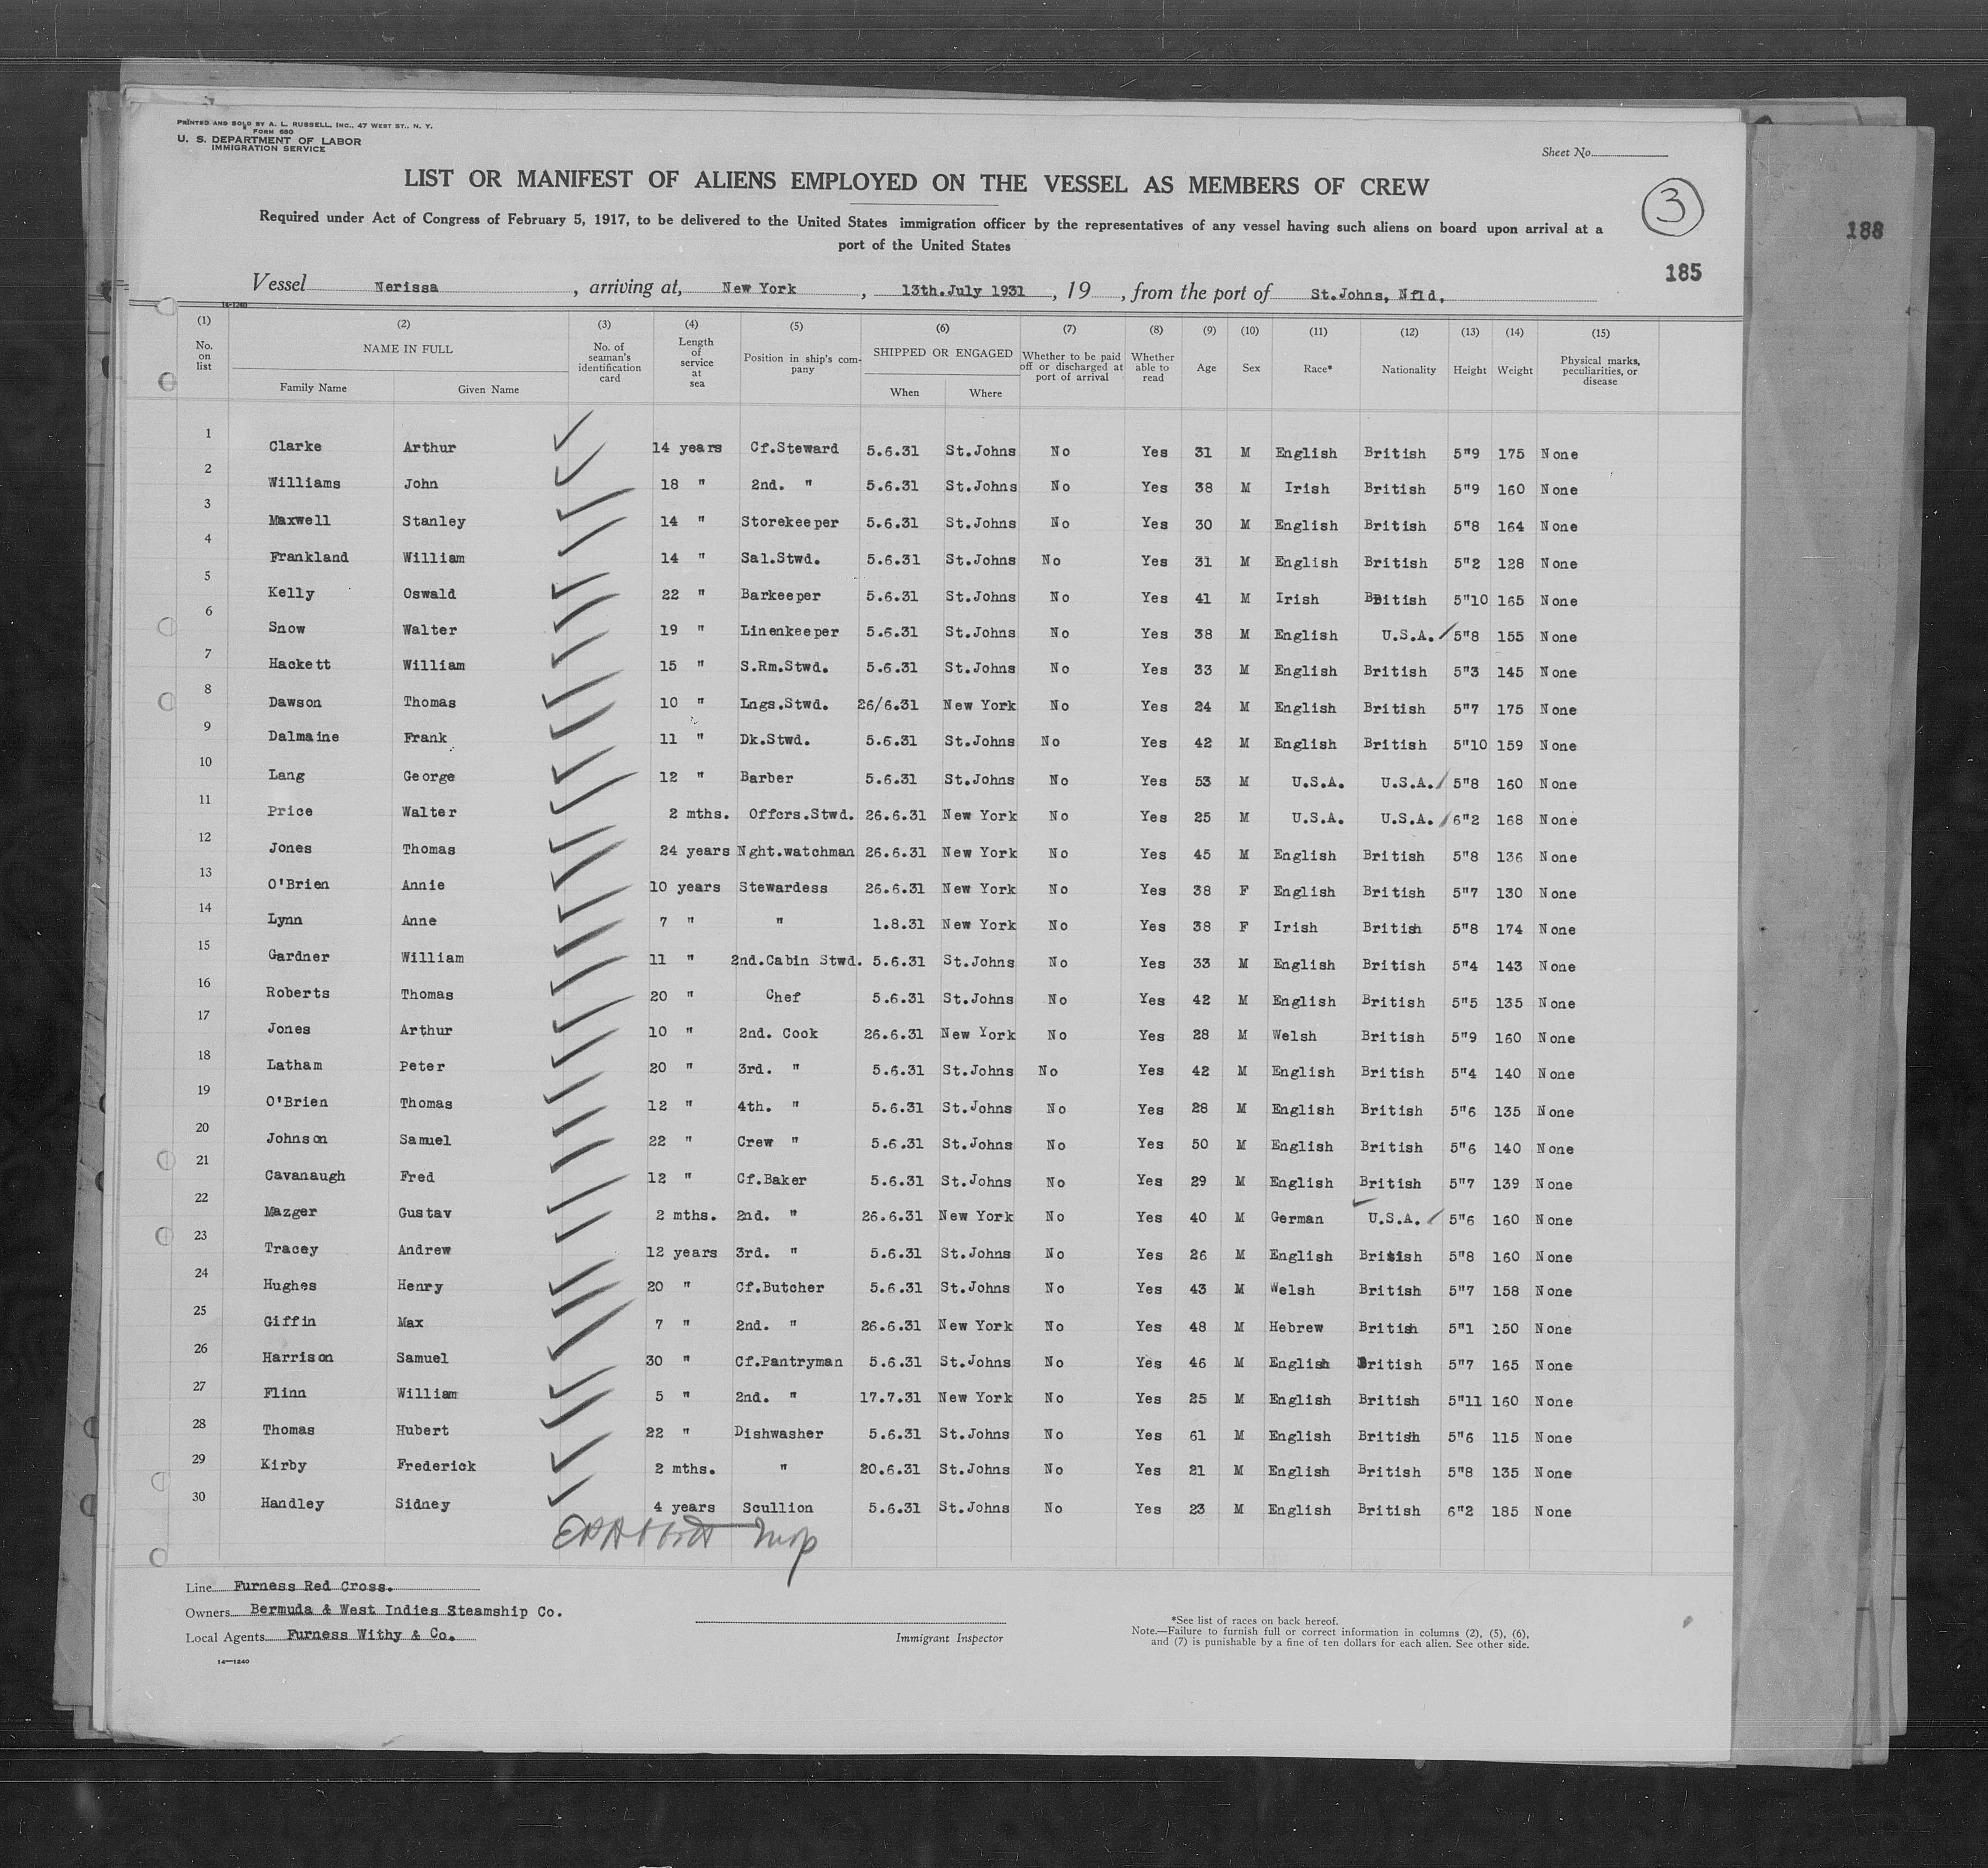 PRINTED AND SOLD BY A. L. RUSSELL, INC., 47 WEST ST., N. Y.
FORM 680
U. S. DEPARTMENT OF LABOR
IMMIGRATION SERVICE
Sheet No.
LIST OR MANIFEST OF ALIENS EMPLOYED ON THE VESSEL AS MEMBERS OF CREW
3
Required under Act of Congress of February 5, 1917, to be delivered to the United States immigration officer by the representatives of any vessel having such aliens on board upon arrival at a
port of the United States
188
185
Vessel Nerissa, arriving at, New York, 13th.July 1931, 19, from the port of St.Johns, Nfld,
14-1240
(1) (2) (3) (4) (5) (6) (7) (8) (9) (10) (11) (12) (13) (14) (15)
No. on list NAME IN FULL Family Name Given Name No. of seaman's identification card Length of service at sea Position in ship's company SHIPPED OR ENGAGED When Where Whether to be paid off or discharged at port of arrival Whether able to read Age Sex Race* Nationality Height Weight Physical marks, peculiarities, or disease
1 Clarke Arthur 14 years Cf.Steward 5.6.31 St.Johns No Yes 31 M English British 5"9 175 None
2 Williams John 18 " 2nd. " 5.6.31 St.Johns No Yes 38 M Irish British 5"9 160 None
3 Maxwell Stanley 14 " Storekeeper 5.6.31 St.Johns No Yes 30 M English British 5"8 164 None
4 Frankland William 14 " Sal.Stwd. 5.6.31 St.Johns No Yes 31 M English British 5"2 128 None
5 Kelly Oswald 22 " Barkeeper 5.6.31 St.Johns No Yes 41 M Irish British 5"10 165 None
6 Snow Walter 19 " Linenkeeper 5.6.31 St.Johns No Yes 38 M English U.S.A. 5"8 155 None
7 Hackett William 15 " S.Rm.Stwd. 5.6.31 St.Johns No Yes 33 M English British 5"3 145 None
8 Dawson Thomas 10 " Lngs.Stwd. 26/6.31 New York No Yes 24 M English British 5"7 175 None
9 Dalmaine Frank 11 " Dk.Stwd. 5.6.31 St.Johns No Yes 42 M English British 5"10 159 None
10 Lang George 12 " Barber 5.6.31 St.Johns No Yes 53 M U.S.A. U.S.A. 5"8 160 None
11 Price Walter 2 mths. Offcrs.Stwd. 26.6.31 New York No Yes 25 M U.S.A. U.S.A. 6"2 168 None
12 Jones Thomas 24 years Nght.watchman 26.6.31 New York No Yes 45 M English British 5"8 136 None
13 O'Brien Annie 10 years Stewardess 26.6.31 New York No Yes 38 F English British 5"7 130 None
14 Lynn Anne 7 " " 1.8.31 New York No Yes 38 F Irish British 5"8 174 None
15 Gardner William 11 " 2nd.Cabin Stwd. 5.6.31 St.Johns No Yes 33 M English British 5"4 143 None
16 Roberts Thomas 20 " Chef 5.6.31 St.Johns No Yes 42 M English British 5"5 135 None
17 Jones Arthur 10 " 2nd. Cook 26.6.31 New York No Yes 28 M Welsh British 5"9 160 None
18 Latham Peter 20 " 3rd. " 5.6.31 St.Johns No Yes 42 M English British 5"4 140 None
19 O'Brien Thomas 12 " 4th. " 5.6.31 St.Johns No Yes 28 M English British 5"6 135 None
20 Johnson Samuel 22 " Crew " 5.6.31 St.Johns No Yes 50 M English British 5"6 140 None
21 Cavanaugh Fred 12 " Cf.Baker 5.6.31 St.Johns No Yes 29 M English British 5"7 139 None
22 Mazger Gustav 2 mths. 2nd. " 26.6.31 New York No Yes 40 M German U.S.A. 5"6 160 None
23 Tracey Andrew 12 years 3rd. " 5.6.31 St.Johns No Yes 26 M English British 5"8 160 None
24 Hughes Henry 20 " Cf.Butcher 5.6.31 St.Johns No Yes 43 M Welsh British 5"7 158 None
25 Giffin Max 7 " 2nd. " 26.6.31 New York No Yes 48 M Hebrew British 5"1 150 None
26 Harrison Samuel 30 " Cf.Pantryman 5.6.31 St.Johns No Yes 46 M English British 5"7 165 None
27 Flinn William 5 " 2nd. " 17.7.31 New York No Yes 25 M English British 5"11 160 None
28 Thomas Hubert 22 " Dishwasher 5.6.31 St.Johns No Yes 61 M English British 5"6 115 None
29 Kirby Frederick 2 mths. " 20.6.31 St.Johns No Yes 21 M English British 5"8 135 None
30 Handley Sidney 4 years Scullion 5.6.31 St.Johns No Yes 23 M English British 6"2 185 None
Line Furness Red Cross.
Owners Bermuda & West Indies Steamship Co.
Local Agents Furness Withy & Co.
14—1240
Immigrant Inspector
*See list of races on back hereof.
Note.—Failure to furnish full or correct information in columns (2), (5), (6),
and (7) is punishable by a fine of ten dollars for each alien. See other side.